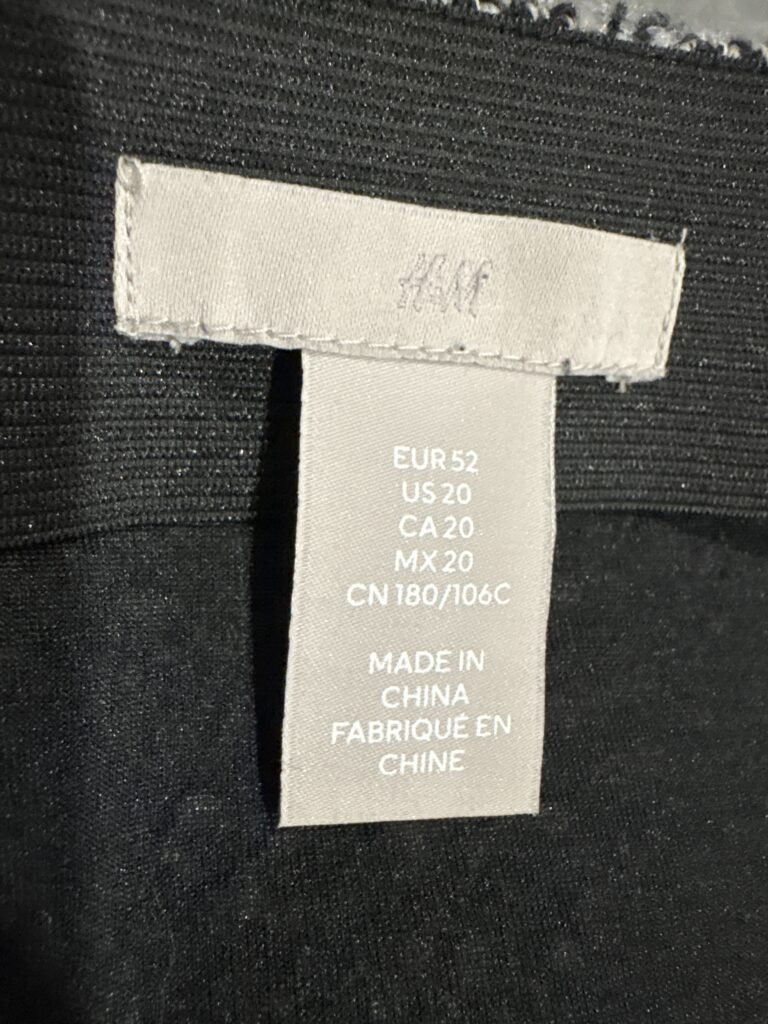 H&M
EUR 52
US 20
CA 20
MX 20
CN 180/106C
MADE IN
CHINA
FABRIQUÉ EN
CHINE